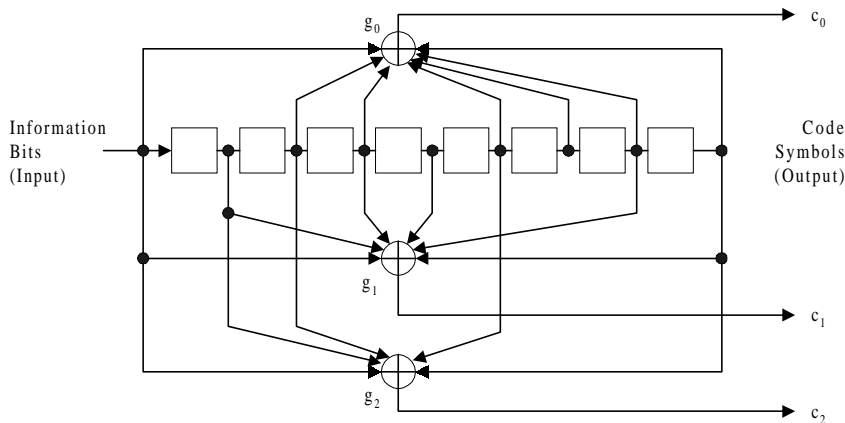 g0
c0
Information
Bits
(Input)
Code
Symbols
(Output)
g1
c1
g2
c2